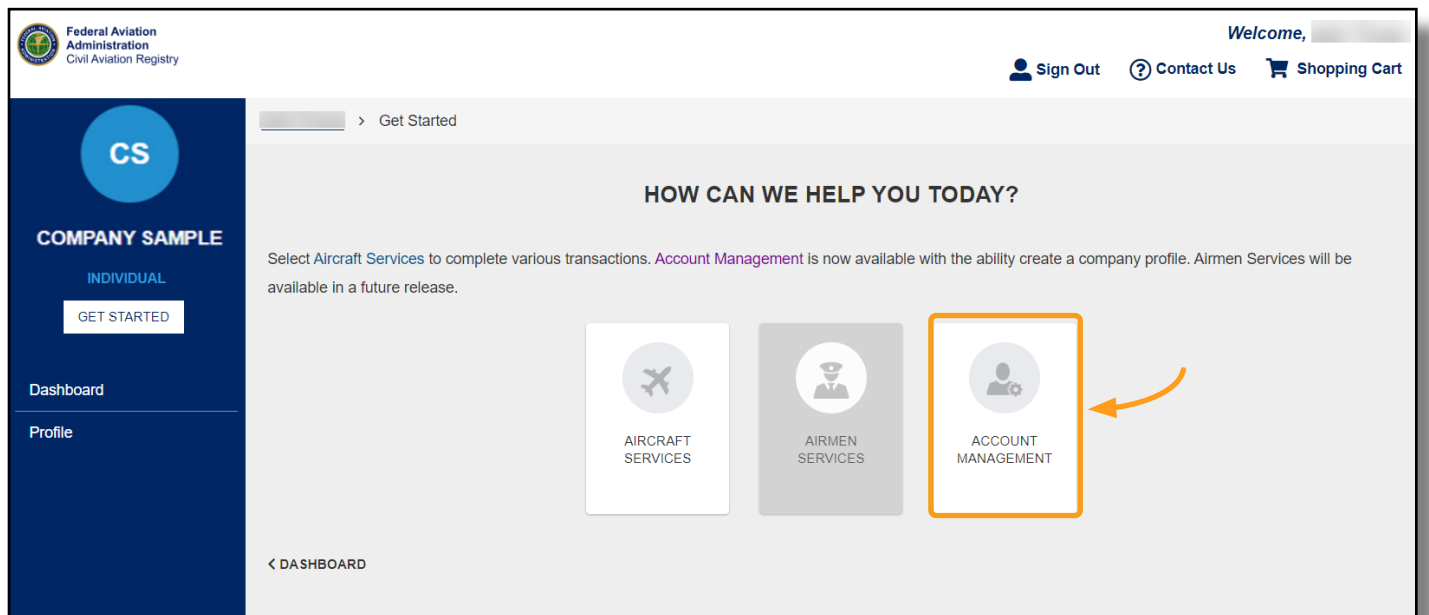 Federal Aviation
Administration
Civil Aviation Registry
Welcome,
Sign Out
Contact Us
Shopping Cart
CS
COMPANY SAMPLE
INDIVIDUAL
GET STARTED
Dashboard
Profile
> Get Started
HOW CAN WE HELP YOU TODAY?
Select Aircraft Services to complete various transactions. Account Management is now available with the ability create a company profile. Airmen Services will be
available in a future release.
AIRCRAFT
SERVICES
AIRMEN
SERVICES
ACCOUNT
MANAGEMENT
< DASHBOARD